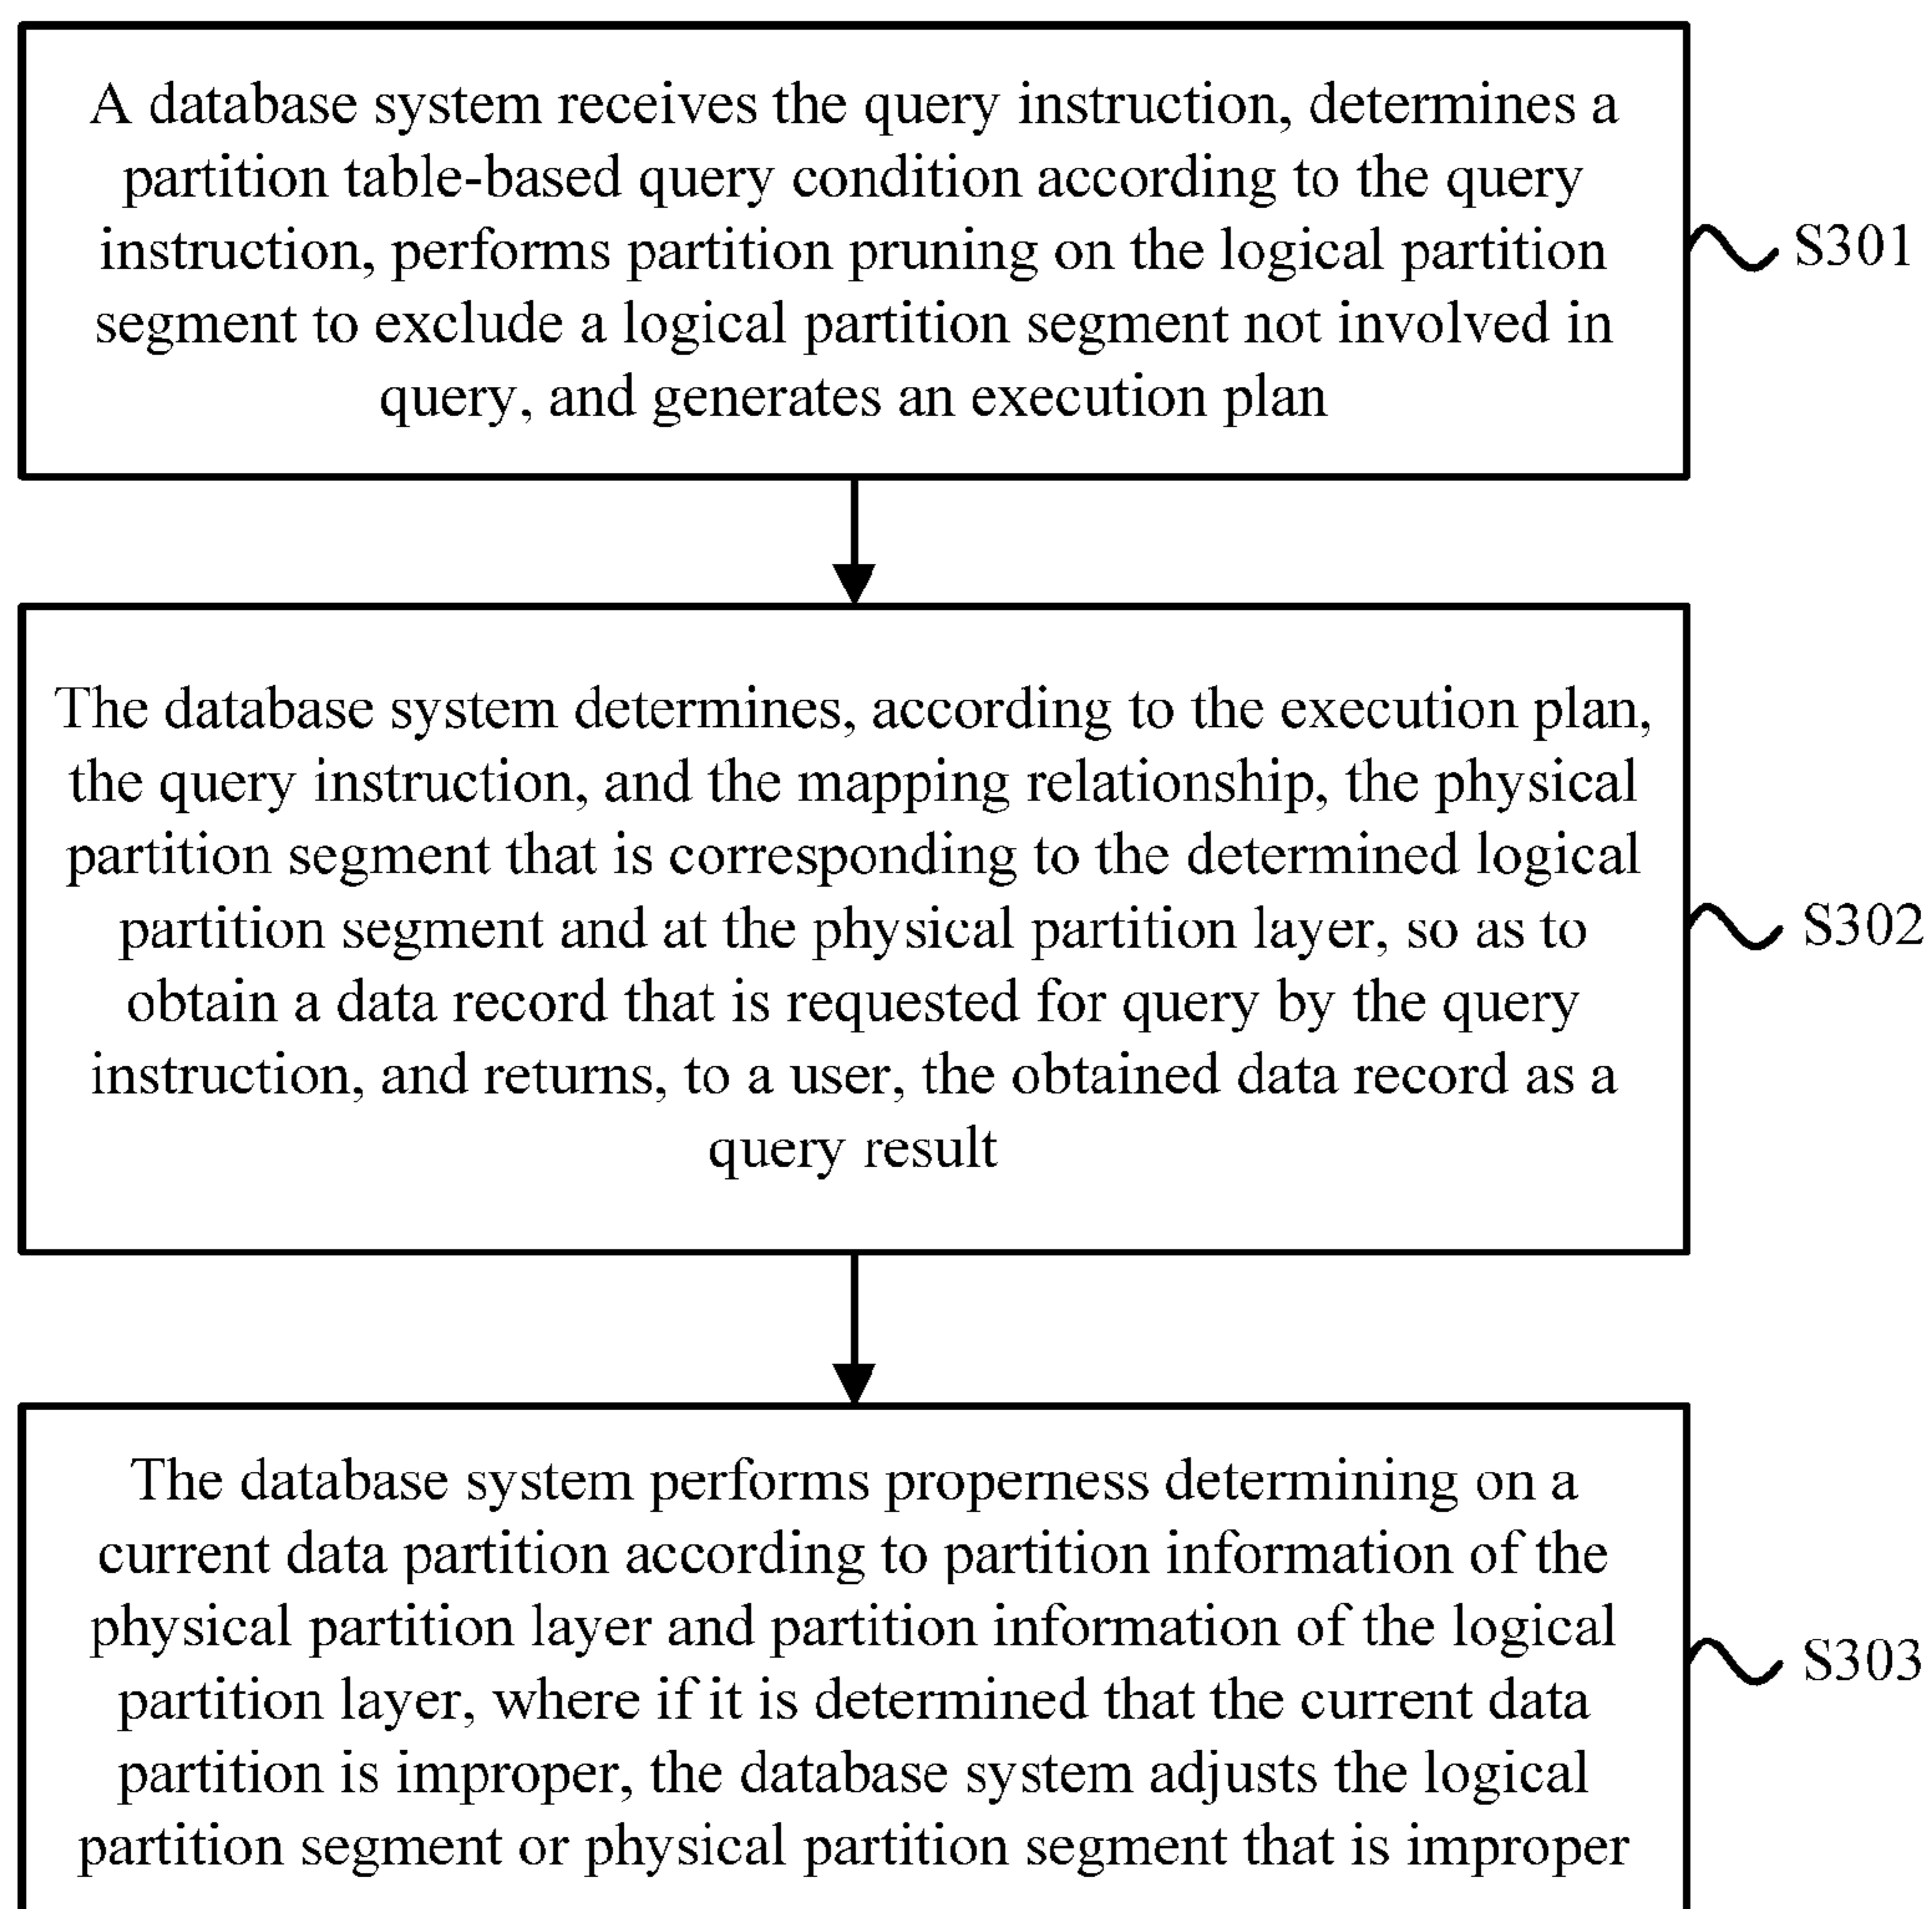 A database system receives the query instruction, determines a
partition table-based query condition according to the query
instruction, performs partition pruning on the logical partition
segment to exclude a logical partition segment not involved in
query, and generates an execution plan
S301
The database system determines, according to the execution plan,
the query instruction, and the mapping relationship, the physical
partition segment that is corresponding to the determined logical
partition segment and at the physical partition layer, so as to
obtain a data record that is requested for query by the query
instruction, and returns, to a user, the obtained data record as a
query result
S302
The database system performs properness determining on a
current data partition according to partition information of the
physical partition layer and partition information of the logical
partition layer, where if it is determined that the current data
partition is improper, the database system adjusts the logical
partition segment or physical partition segment that is improper
S303